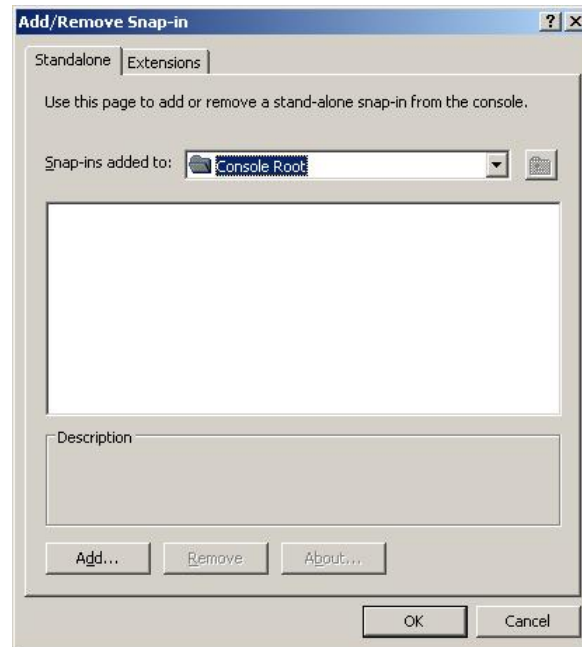 Add/Remove Snap-in
Standalone Extensions
Use this page to add or remove a stand-alone snap-in from the console.
Snap-ins added to: Console Root
Description
Add... Remove About...
OK Cancel